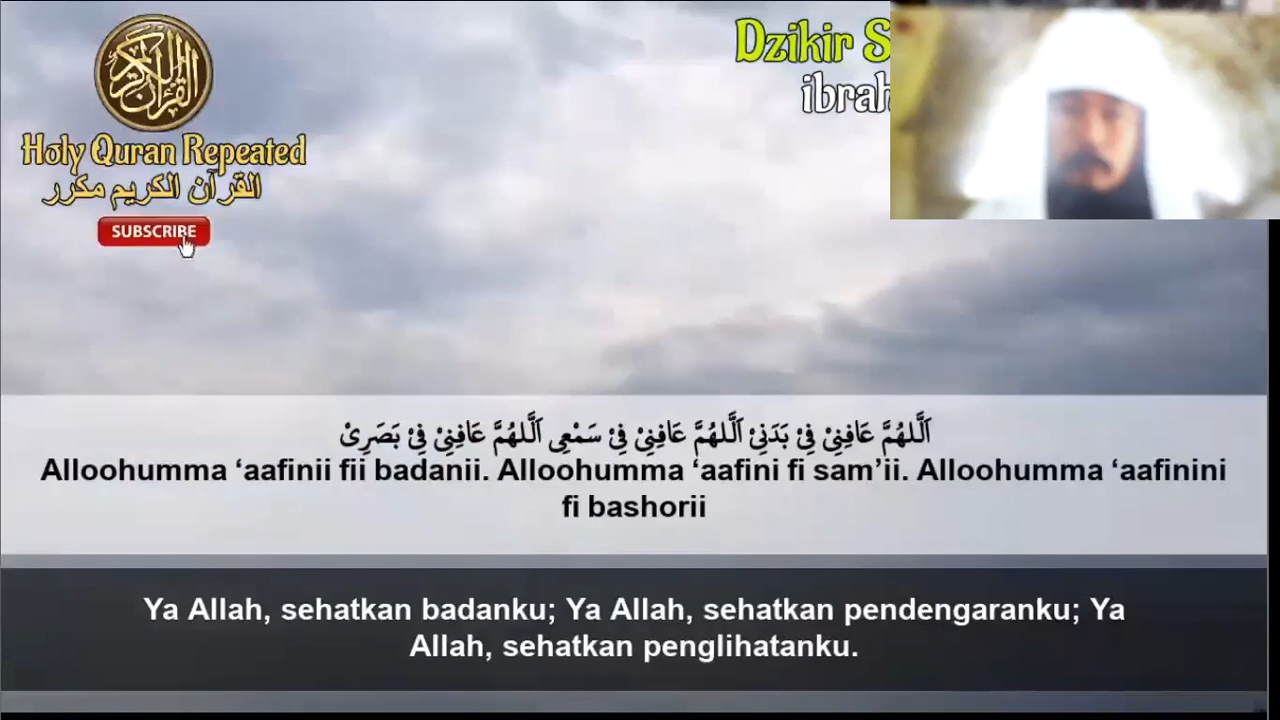 القرآن الكريم
Holy Quran Repeated
القرآن الكريم مكرر
SUBSCRIBE
Dzikir
اَللَّهُمَّ عَافِنِيْ فِيْ بَدَنِيْ اَللَّهُمَّ عَافِنِيْ فِيْ سَمْعِى اَللَّهُمَّ عَافِنِيْ فِيْ بَصَرِىْ
Alloohumma ‘aafinii fii badanii. Alloohumma ‘aafini fi sam’ii. Alloohumma ‘aafinini
fi bashorii
Ya Allah, sehatkan badanku; Ya Allah, sehatkan pendengaranku; Ya
Allah, sehatkan penglihatanku.